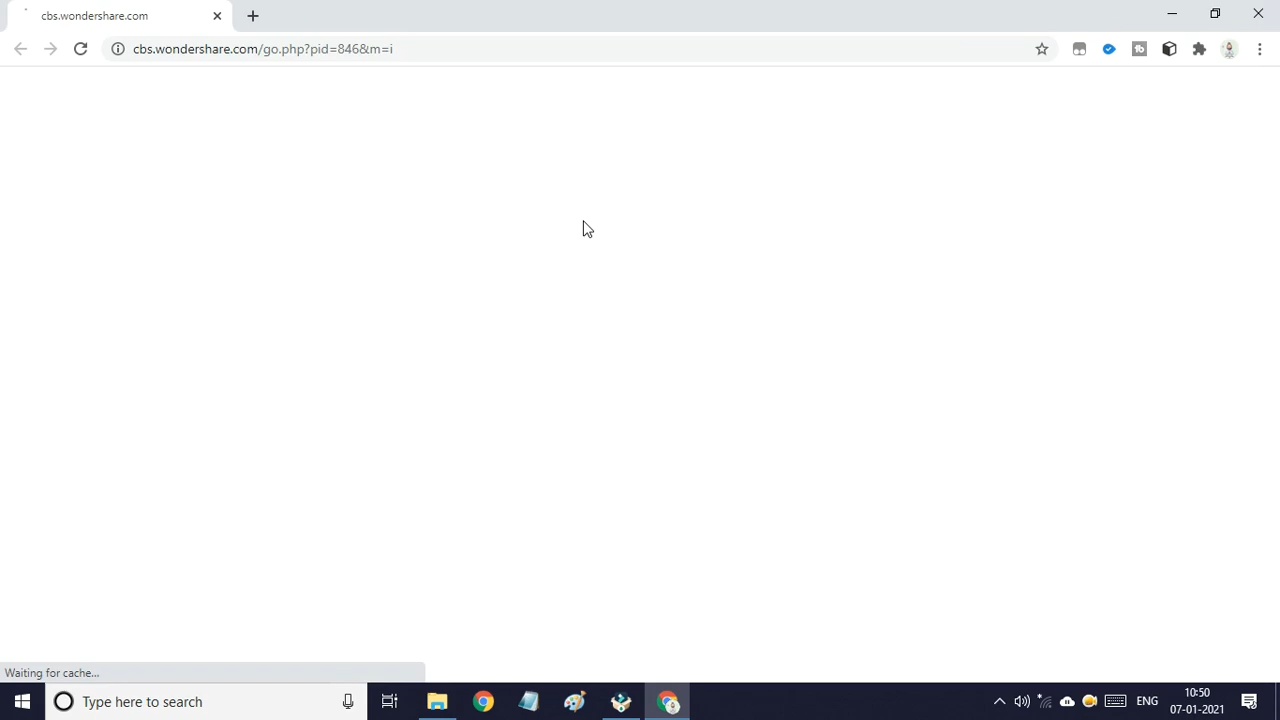 cbs.wondershare.com
cbs.wondershare.com/go.php?pid=846&m=i
Waiting for cache...
Type here to search
ENG
10:50
07-01-2021